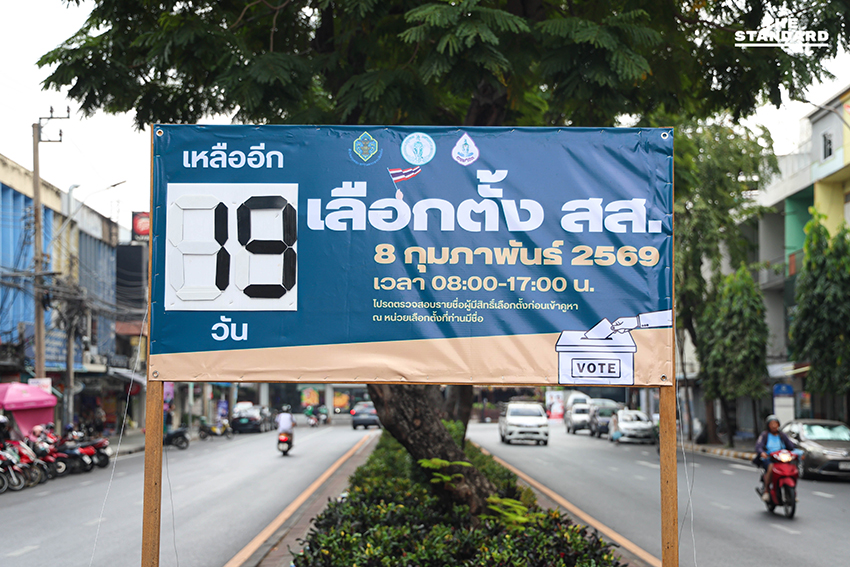 THE
STANDARD
เหลืออีก
19
วัน
เลือกตั้ง สส.
8 กุมภาพันธ์ 2569
เวลา 08:00-17:00 น.
โปรดตรวจสอบรายชื่อผู้มีสิทธิ์เลือกตั้งก่อนเข้าคูหา
ณ หน่วยเลือกตั้งที่ท่านมีชื่อ
VOTE